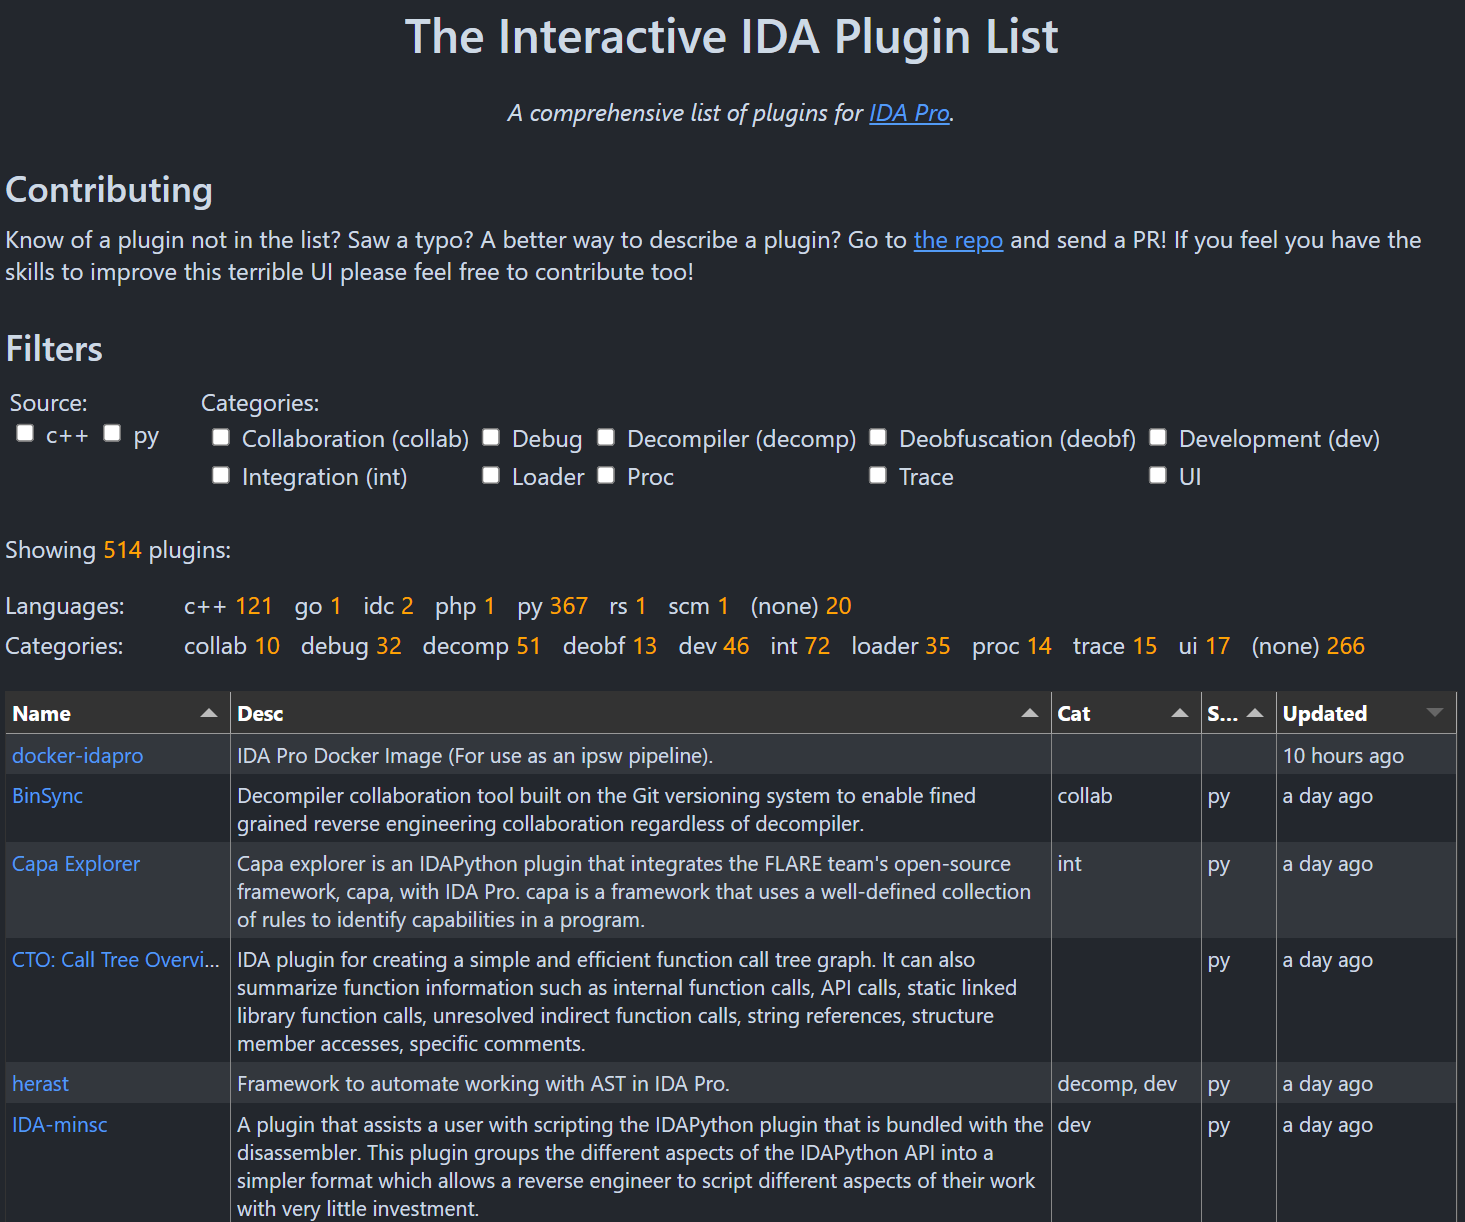 The Interactive IDA Plugin List
A comprehensive list of plugins for IDA Pro.
Contributing
Know of a plugin not in the list? Saw a typo? A better way to describe a plugin? Go to the repo and send a PR! If you feel you have the
skills to improve this terrible UI please feel free to contribute too!
Filters
Source:
c++ py
Categories:
Collaboration (collab) Debug Decompiler (decomp) Deobfuscation (deobf) Development (dev)
Integration (int) Loader Proc Trace UI
Showing 514 plugins:
Languages: c++ 121 go 1 idc 2 php 1 py 367 rs 1 scm 1 (none) 20
Categories: collab 10 debug 32 decomp 51 deobf 13 dev 46 int 72 loader 35 proc 14 trace 15 ui 17 (none) 266
Name Desc Cat S... Updated
docker-idapro IDA Pro Docker Image (For use as an ipsw pipeline). 10 hours ago
BinSync Decompiler collaboration tool built on the Git versioning system to enable fined collab py a day ago
grained reverse engineering collaboration regardless of decompiler.
Capa Explorer Capa explorer is an IDAPython plugin that integrates the FLARE team's open-source int py a day ago
framework, capa, with IDA Pro. capa is a framework that uses a well-defined collection
of rules to identify capabilities in a program.
CTO: Call Tree Overvi... IDA plugin for creating a simple and efficient function call tree graph. It can also py a day ago
summarize function information such as internal function calls, API calls, static linked
library function calls, unresolved indirect function calls, string references, structure
member accesses, specific comments.
herast Framework to automate working with AST in IDA Pro. decomp, dev py a day ago
IDA-minsc A plugin that assists a user with scripting the IDAPython plugin that is bundled with the dev py a day ago
disassembler. This plugin groups the different aspects of the IDAPython API into a
simpler format which allows a reverse engineer to script different aspects of their work
with very little investment.